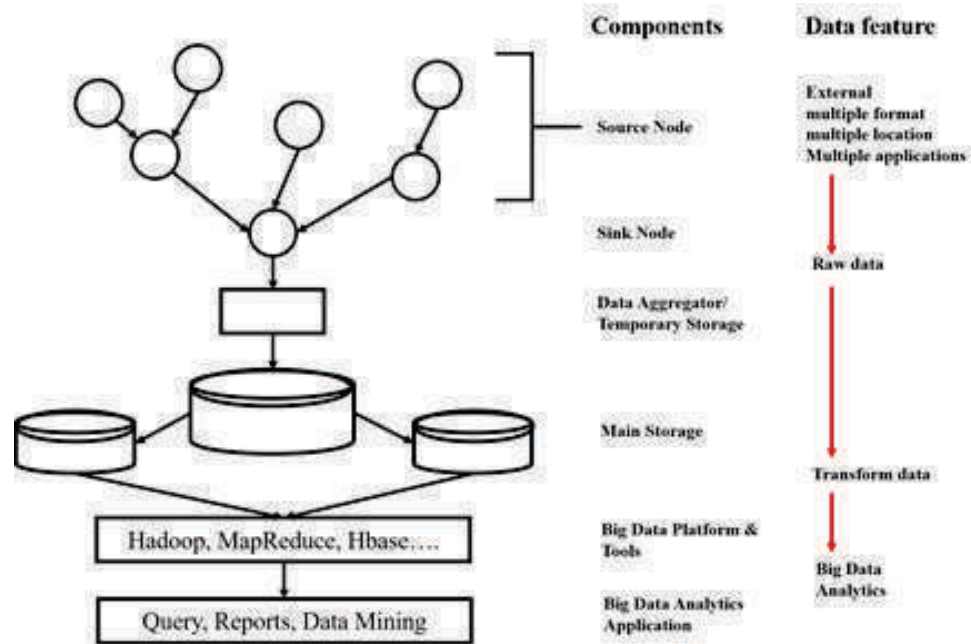 Components
Data feature
External
multiple format
multiple location
Multiple applications
Source Node
Sink Node
Raw data
Data Aggregator/
Temporary Storage
Main Storage
Transform data
Hadoop, MapReduce, Hbase....
Big Data Platform &
Tools
Big Data
Analytics
Query, Reports, Data Mining
Big Data Analytics
Application